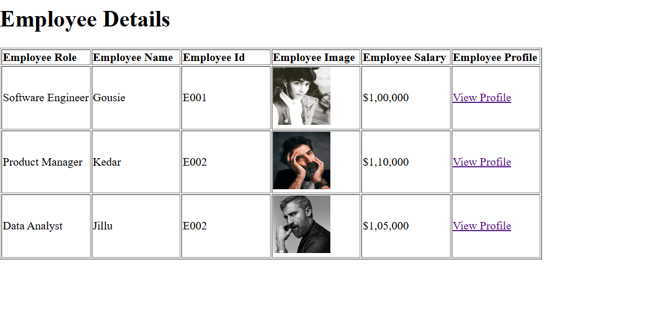 Employee Details
Employee Role Employee Name Employee Id Employee Image Employee Salary Employee Profile
Software Engineer Gousie E001 $1,00,000 View Profile
Product Manager Kedar E002 $1,10,000 View Profile
Data Analyst Jillu E002 $1,05,000 View Profile